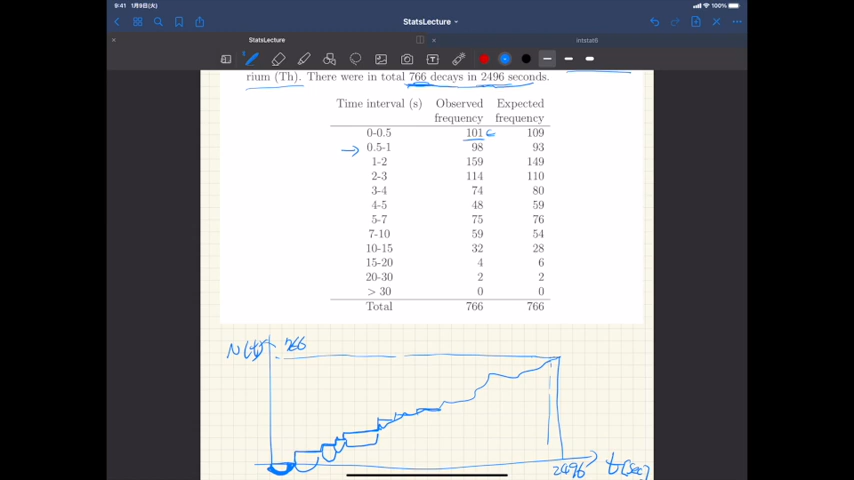 9:41 1月9日(火)
100%
StatsLecture
StatsLecture
intstat6
rium (Th). There were in total 766 decays in 2496 seconds.
Time interval (s) Observed frequency Expected frequency
0-0.5 101 109
0.5-1 98 93
1-2 159 149
2-3 114 110
3-4 74 80
4-5 48 59
5-7 75 76
7-10 59 54
10-15 32 28
15-20 4 6
20-30 2 2
> 30 0 0
Total 766 766
N(t) 766
2496 t(sec)